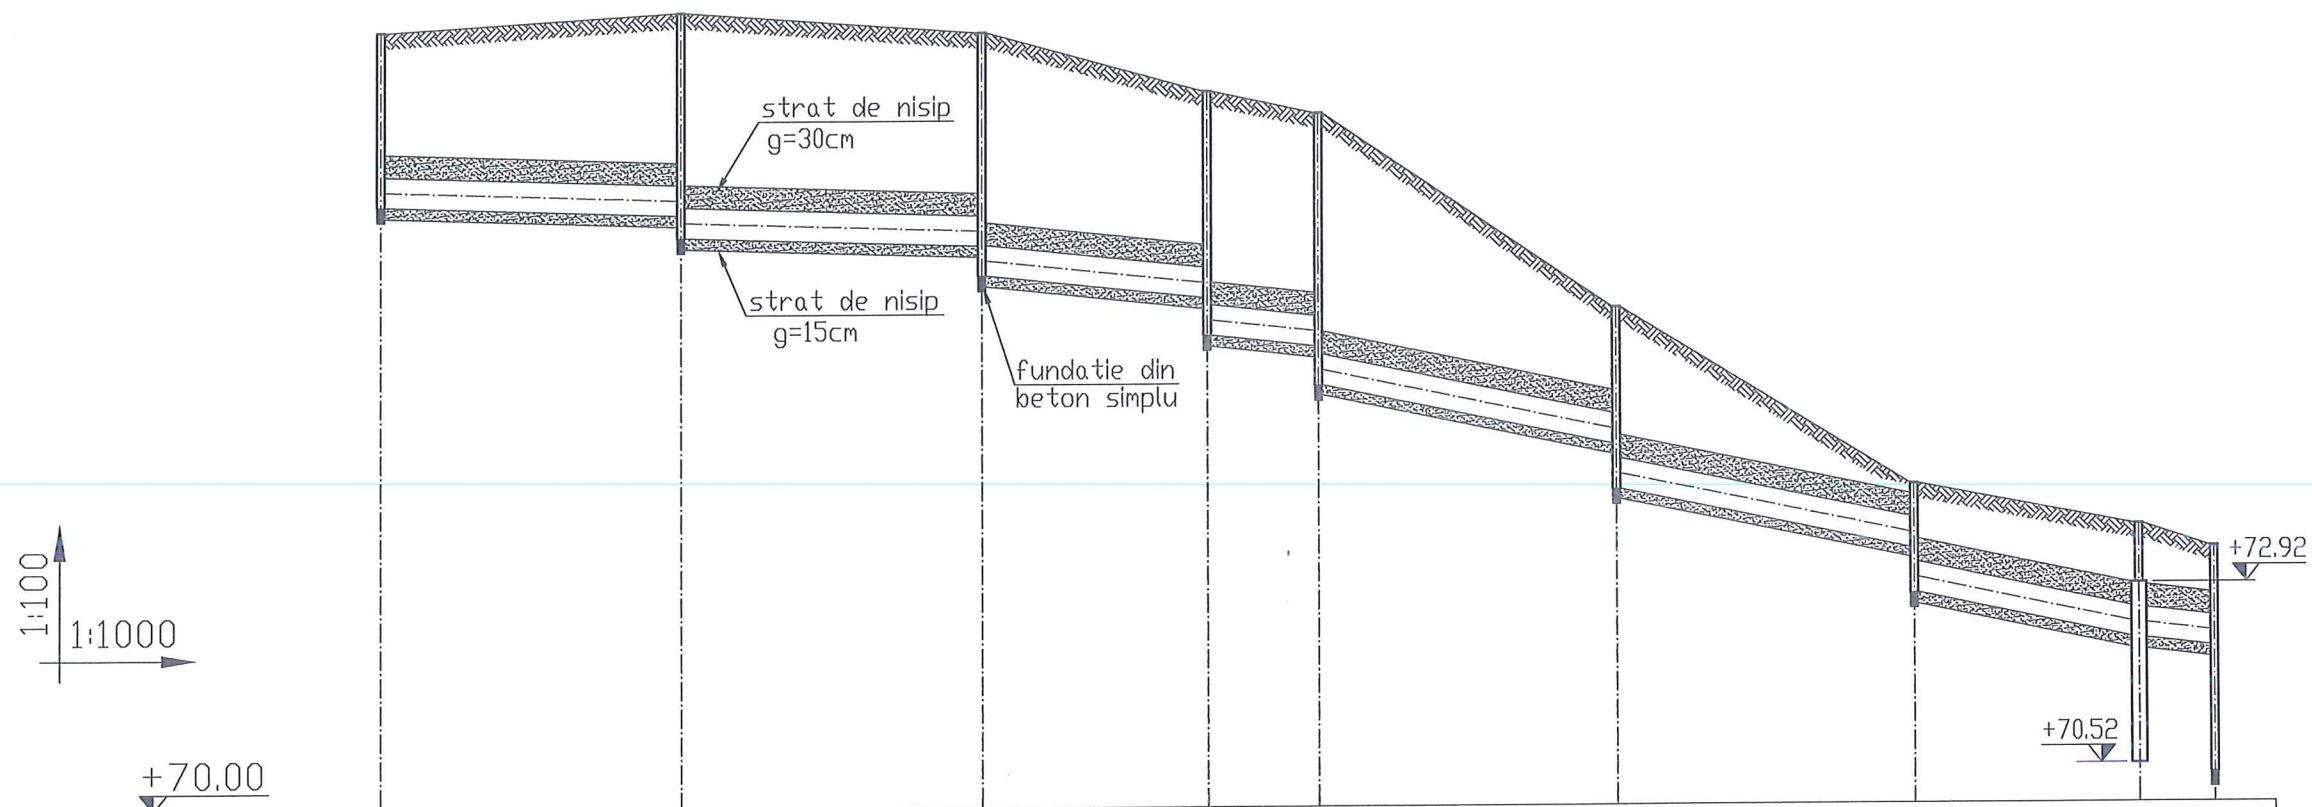 strat de nisip
g=30cm
strat de nisip
g=15cm
fundatie din
beton simplu
+72.92
1:100
1:1000
+70.52
+70.00